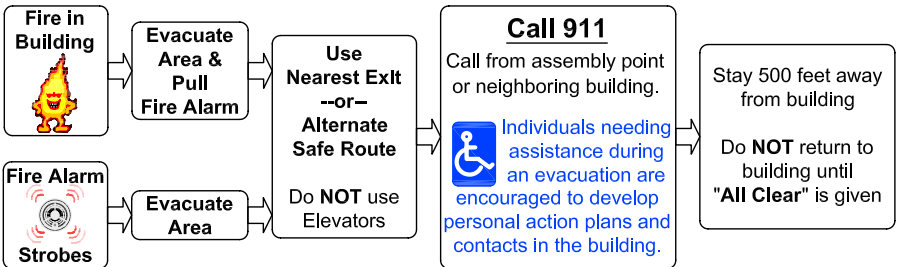 Fire in
Building
Evacuate
Area &
Pull
Fire Alarm
Fire Alarm
Strobes
Evacuate
Area
Use
Nearest ExIt
--or--
Alternate
Safe Route
Do NOT use
Elevators
Call 911
Call from assembly point
or neighboring building.
Individuals needing
assistance during
an evacuation are
encouraged to develop
personal action plans and
contacts in the building.
Stay 500 feet away
from building
Do NOT return to
building until
"All Clear" is given